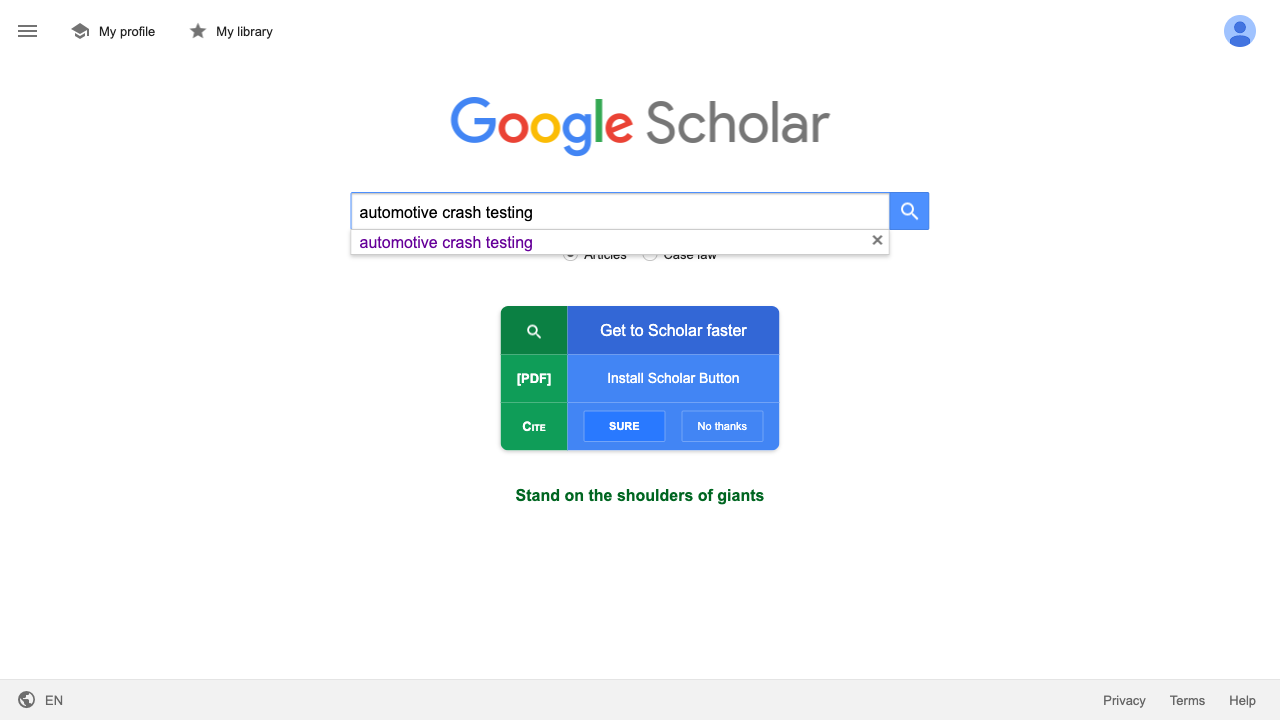 My profile
My library
Google Scholar
automotive crash testing
automotive crash testing
Articles
Case law
Get to Scholar faster
[PDF]
Install Scholar Button
CITE
SURE
No thanks
Stand on the shoulders of giants
EN
Privacy
Terms
Help